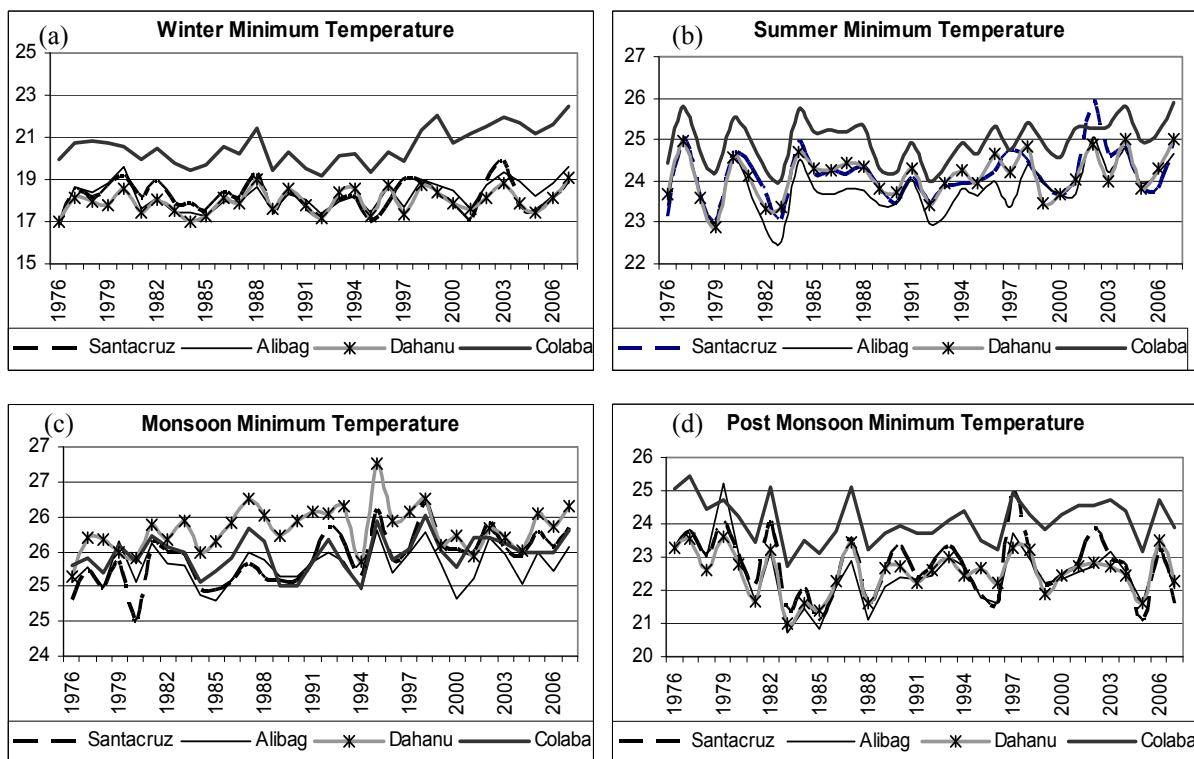 (a) Winter Minimum Temperature
25
23
21
19
17
15
1976 1979 1982 1985 1988 1991 1994 1997 2000 2003 2006
Santacruz Alibag Dahanu Colaba
(b) Summer Minimum Temperature
27
26
25
24
23
22
1976 1979 1982 1985 1988 1991 1994 1997 2000 2003 2006
Santacruz Alibag Dahanu Colaba
(c) Monsoon Minimum Temperature
27
27
26
26
25
25
24
1976 1979 1982 1985 1988 1991 1994 1997 2000 2003 2006
Santacruz Alibag Dahanu Colaba
(d) Post Monsoon Minimum Temperature
26
25
24
23
22
21
20
1976 1979 1982 1985 1988 1991 1994 1997 2000 2003 2006
Santacruz Alibag Dahanu Colaba